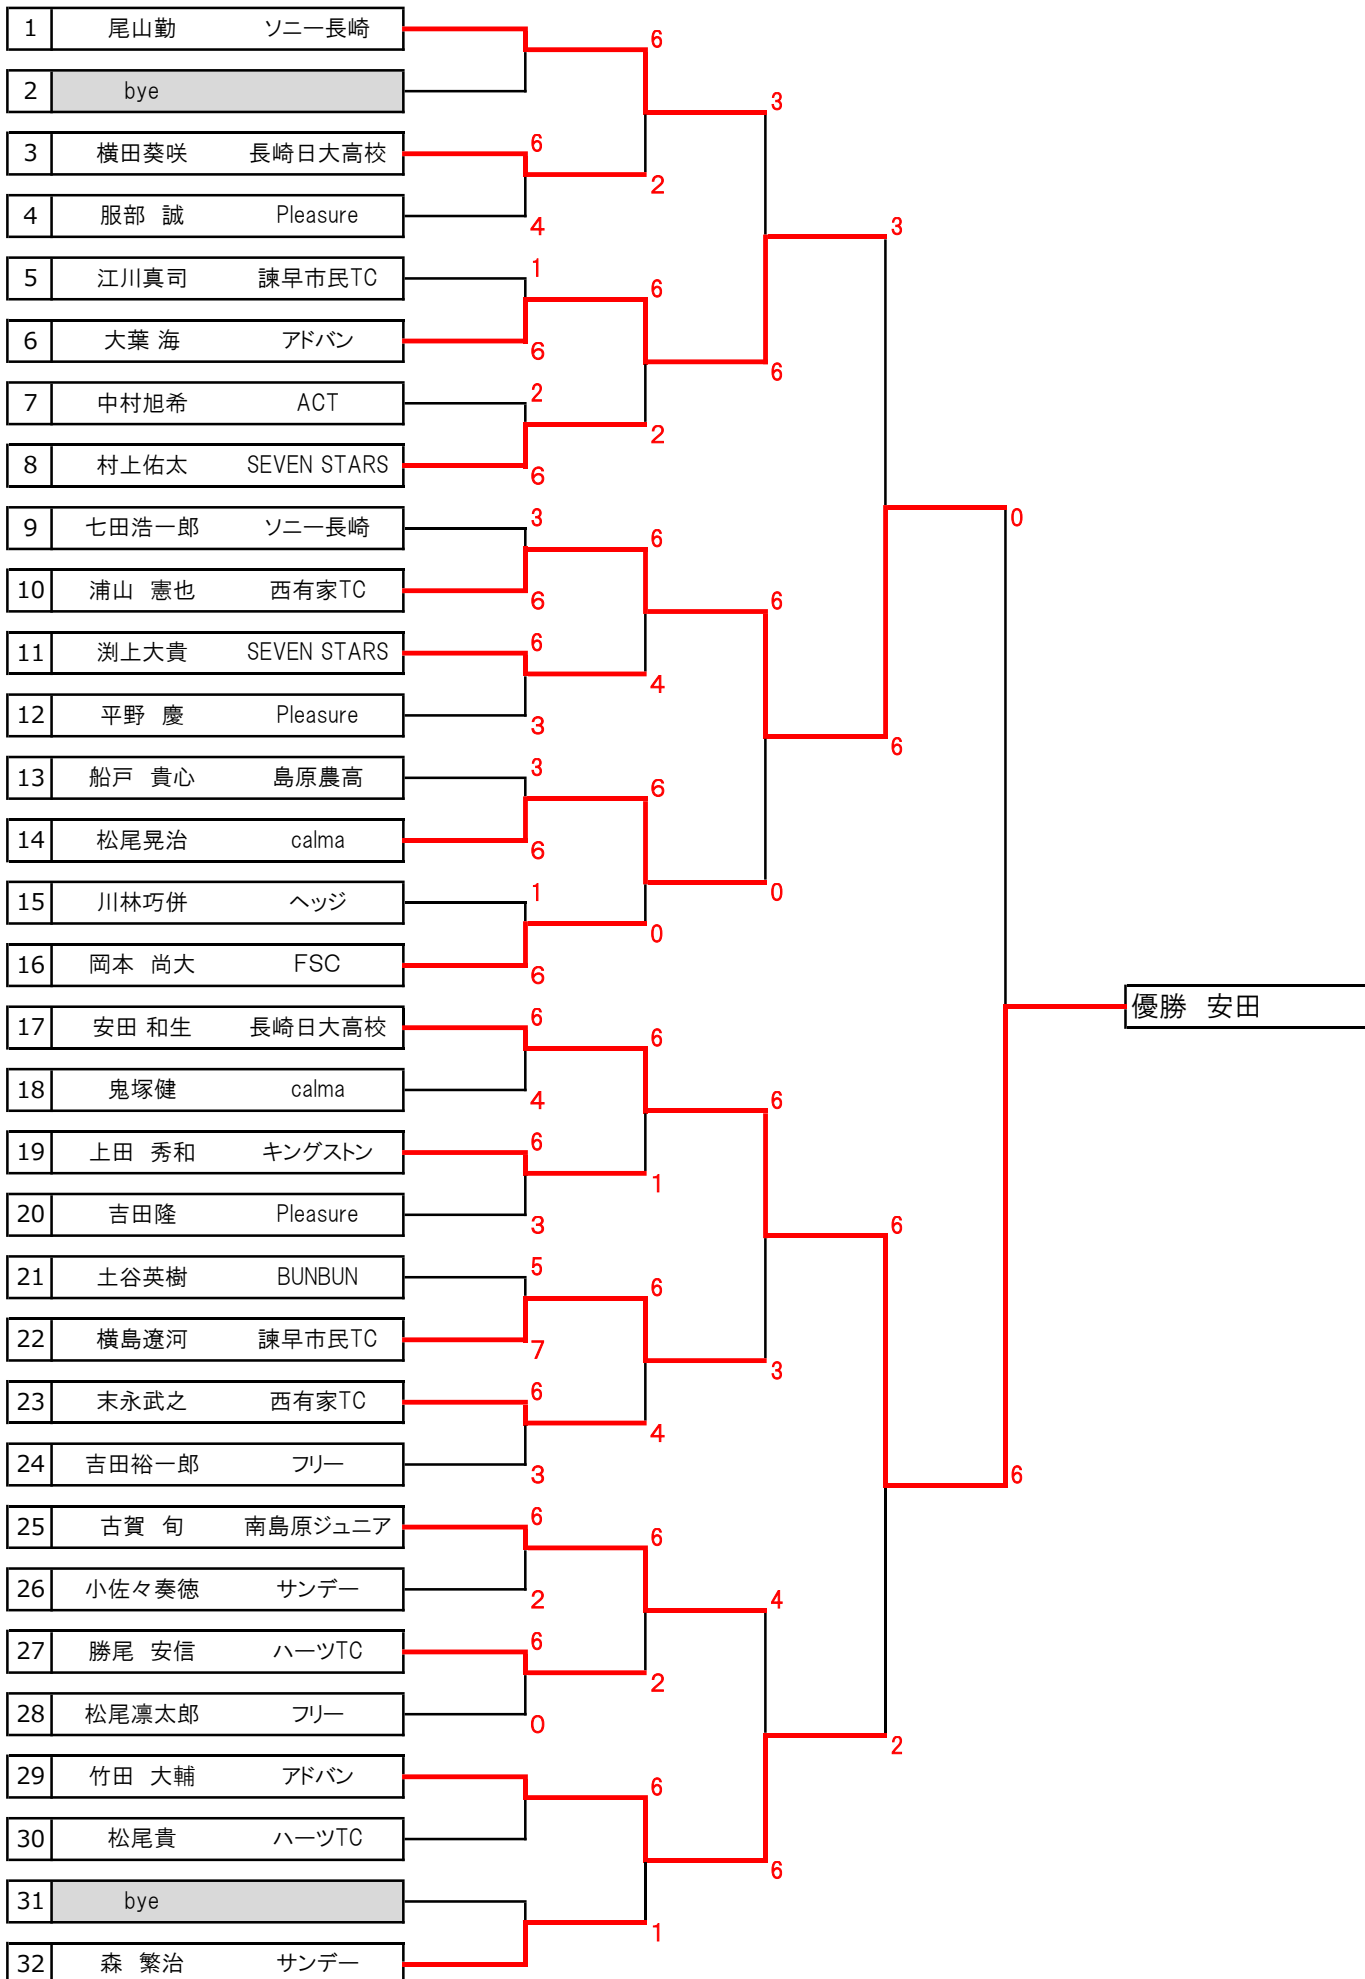 1 尾山勤 ソニー長崎
6
2 bye
3
3 横田葵咲 長崎日大高校
6
2
4 服部 誠 Pleasure
4
3
5 江川真司 諫早市民TC
1
6
6 大葉 海 アドバン
6
6
7 中村旭希 ACT
2
2
8 村上佑太 SEVEN STARS
6
9 七田浩一郎 ソニー長崎
3
0
6
10 浦山 憲也 西有家TC
6
6
11 渕上大貴 SEVEN STARS
6
4
12 平野 慶 Pleasure
3
6
13 船戸 貴心 島原農高
3
6
14 松尾晃治 calma
6
15 川林巧併 ヘッジ
1
0
0
16 岡本 尚大 FSC
6
優勝 安田
17 安田 和生 長崎日大高校
6
6
18 鬼塚健 calma
4
6
19 上田 秀和 キングストン
6
1
20 吉田隆 Pleasure
3
6
21 土谷英樹 BUNBUN
5
6
22 横島遼河 諫早市民TC
7
3
23 末永武之 西有家TC
6
4
24 吉田裕一郎 フリー
3
6
25 古賀 旬 南島原ジュニア
6
6
26 小佐々奏徳 サンデー
2
4
27 勝尾 安信 ハーツTC
6
2
28 松尾凛太郎 フリー
0
2
29 竹田 大輔 アドバン
6
30 松尾貴 ハーツTC
6
31 bye
1
32 森 繁治 サンデー